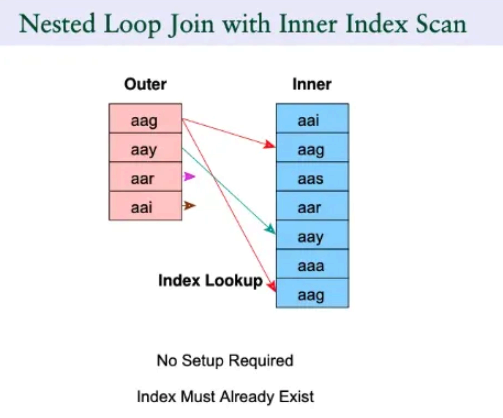 Nested Loop Join with Inner Index Scan
Outer
Inner
aag
aay
aar
aai
aai
aag
aas
aar
aay
aaa
aag
Index Lookup
No Setup Required
Index Must Already Exist